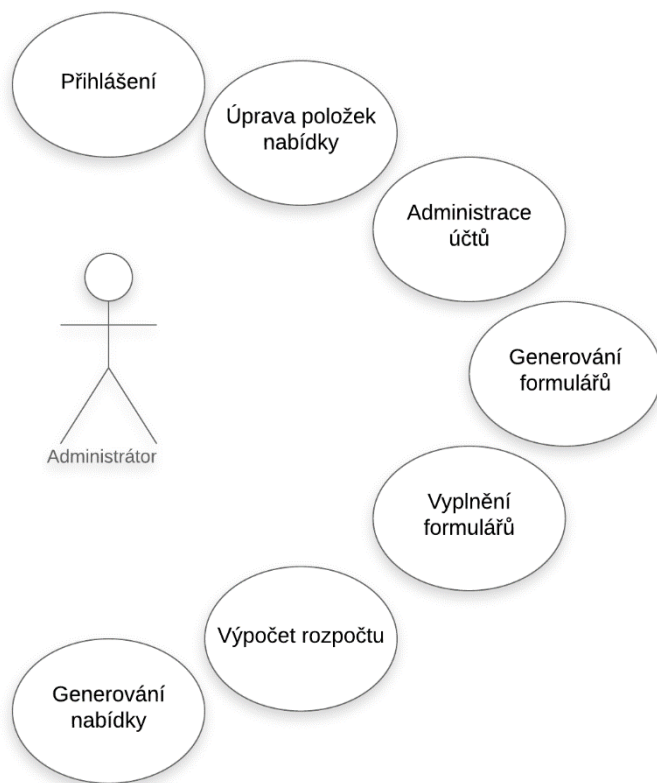 Přihlášení
Úprava položek
nabídky
Administrace
účtů
Generování
formulářů
Administrátor
Vyplnění
formulářů
Výpočet rozpočtu
Generování
nabídky